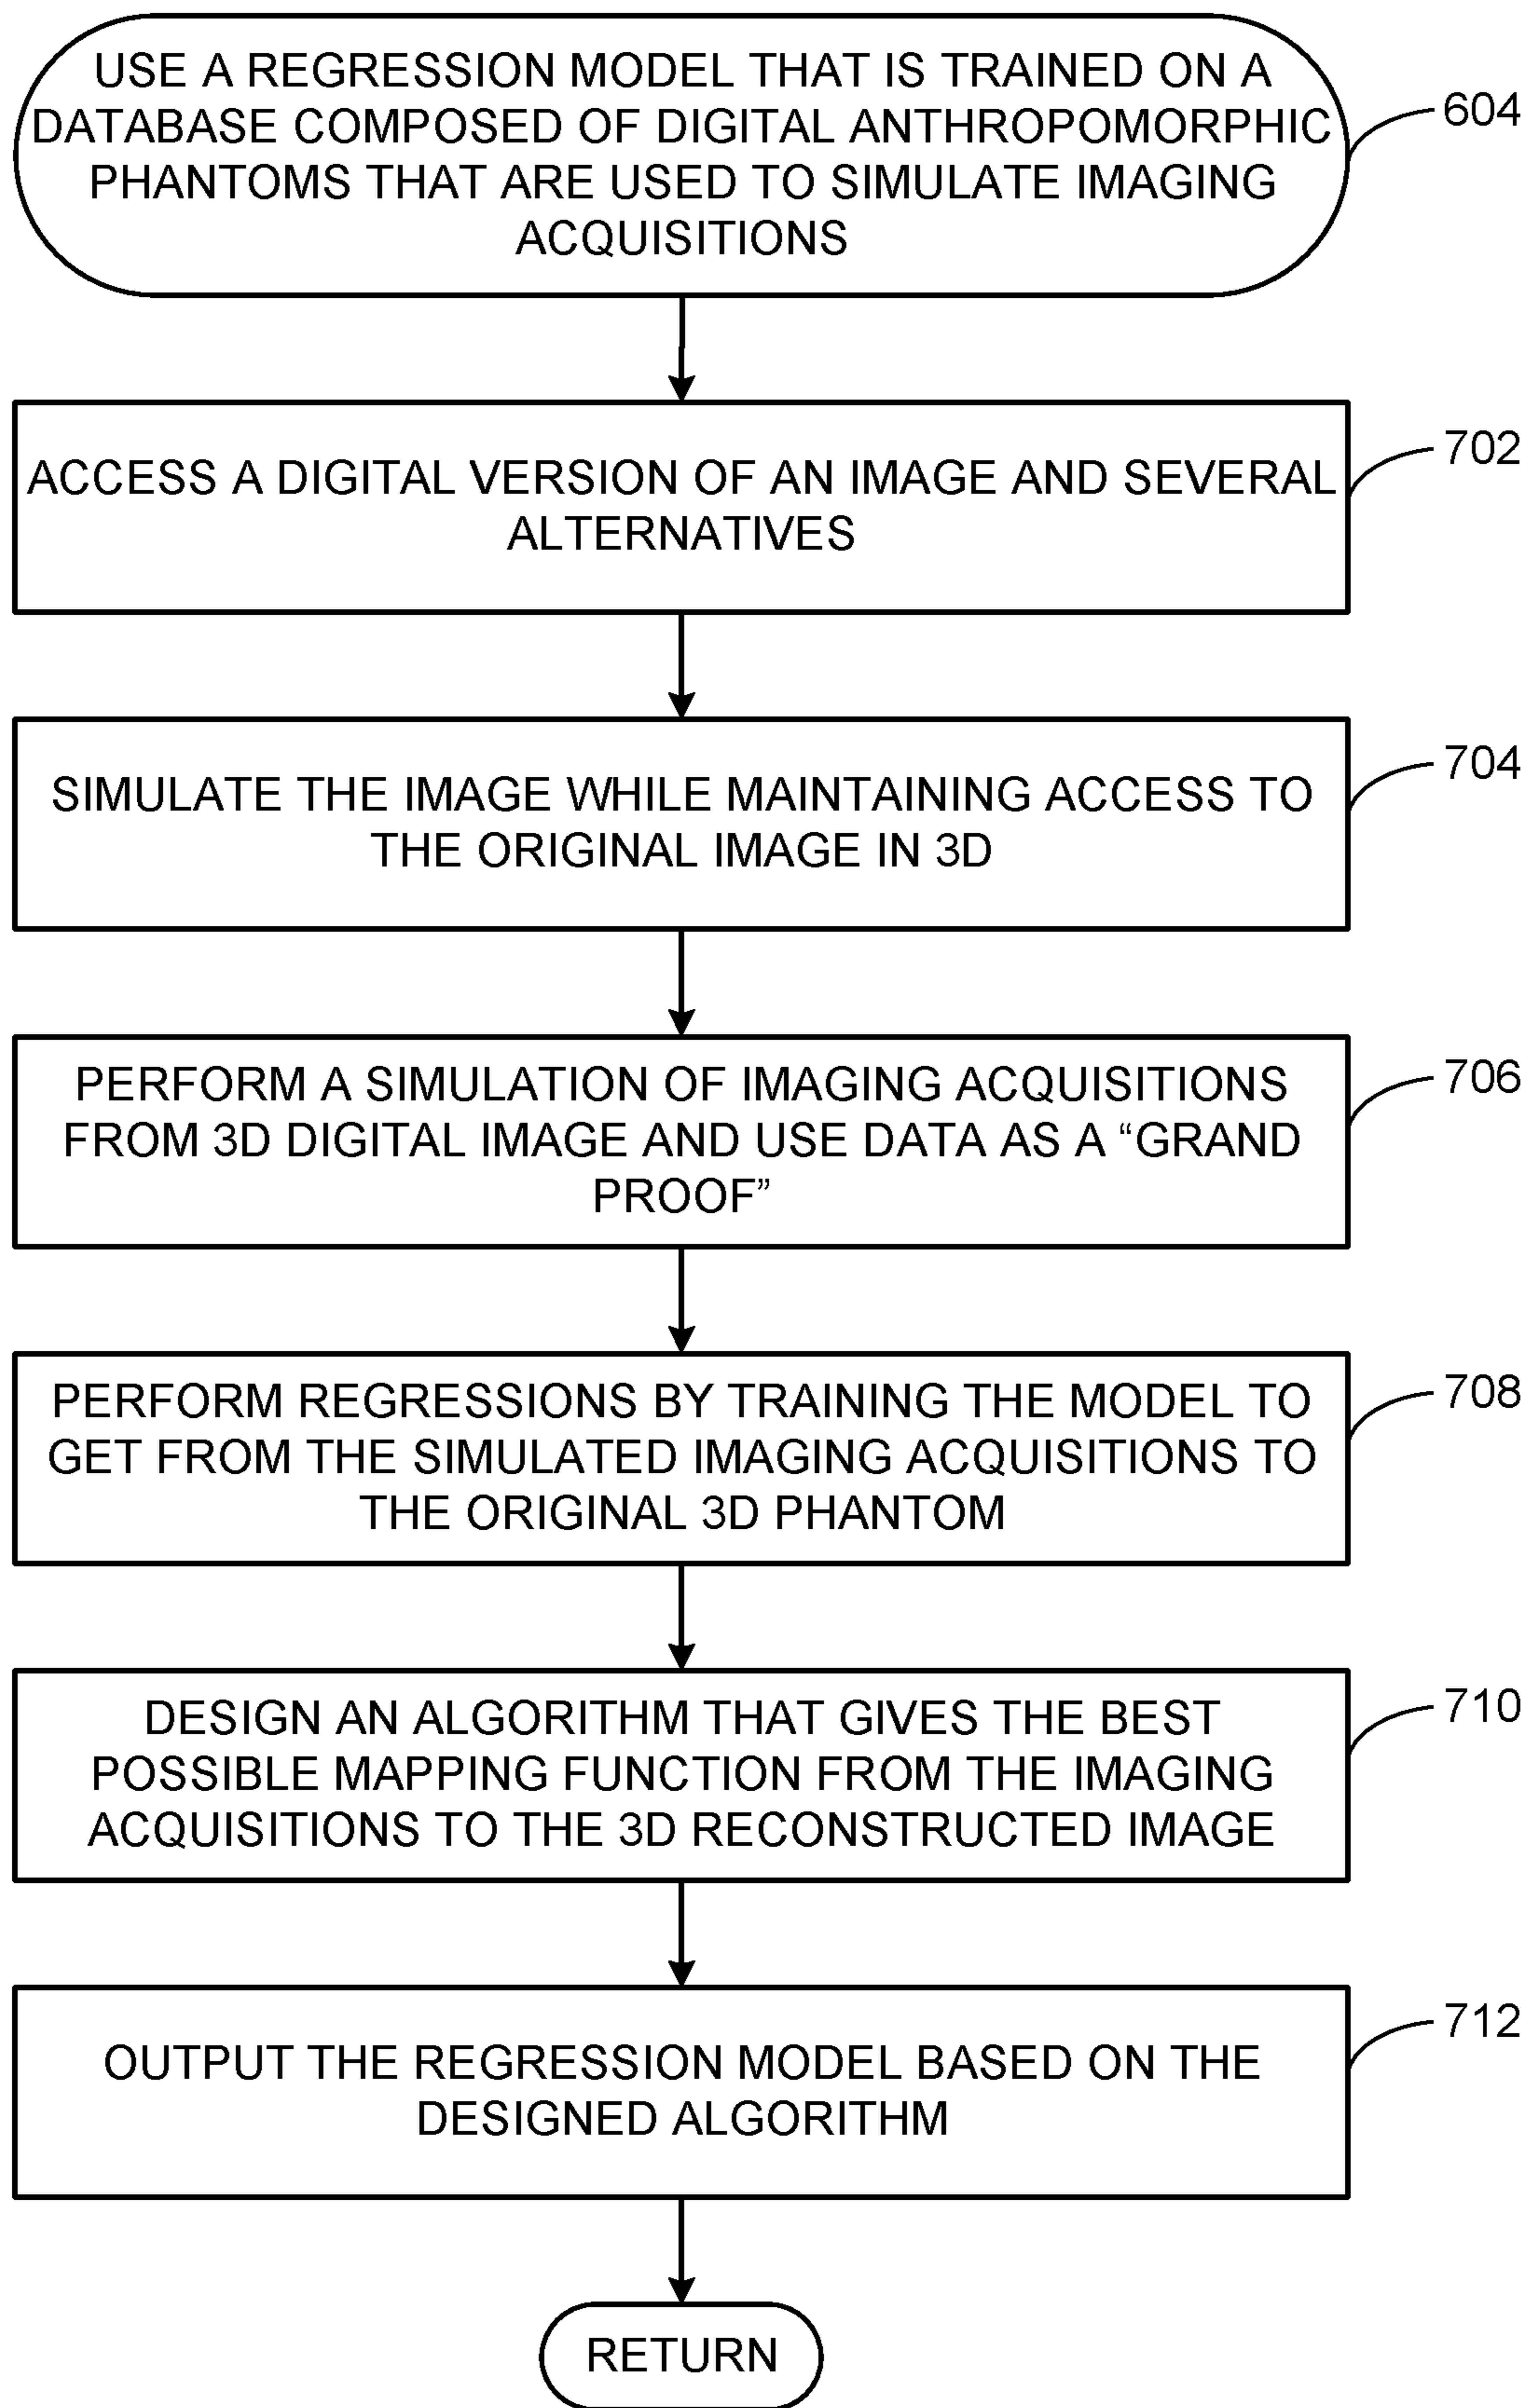 USE A REGRESSION MODEL THAT IS TRAINED ON A
DATABASE COMPOSED OF DIGITAL ANTHROPOMORPHIC
PHANTOMS THAT ARE USED TO SIMULATE IMAGING
ACQUISITIONS
604
ACCESS A DIGITAL VERSION OF AN IMAGE AND SEVERAL
ALTERNATIVES
702
SIMULATE THE IMAGE WHILE MAINTAINING ACCESS TO
THE ORIGINAL IMAGE IN 3D
704
PERFORM A SIMULATION OF IMAGING ACQUISITIONS
FROM 3D DIGITAL IMAGE AND USE DATA AS A “GRAND
PROOF”
706
PERFORM REGRESSIONS BY TRAINING THE MODEL TO
GET FROM THE SIMULATED IMAGING ACQUISITIONS TO
THE ORIGINAL 3D PHANTOM
708
DESIGN AN ALGORITHM THAT GIVES THE BEST
POSSIBLE MAPPING FUNCTION FROM THE IMAGING
ACQUISITIONS TO THE 3D RECONSTRUCTED IMAGE
710
OUTPUT THE REGRESSION MODEL BASED ON THE
DESIGNED ALGORITHM
712
RETURN